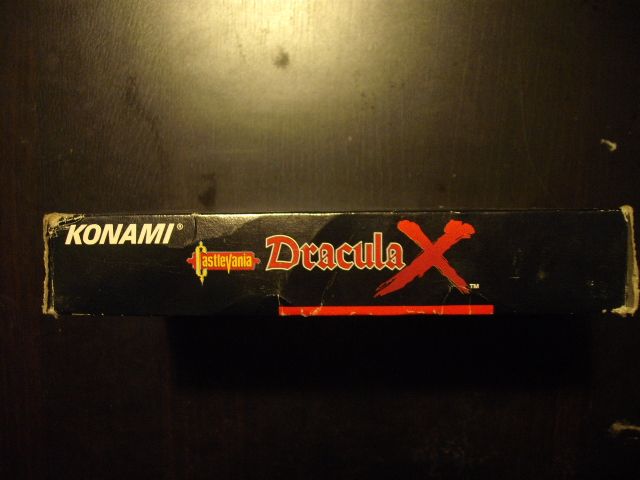 KONAMI®
Castlevania
Dracula X™